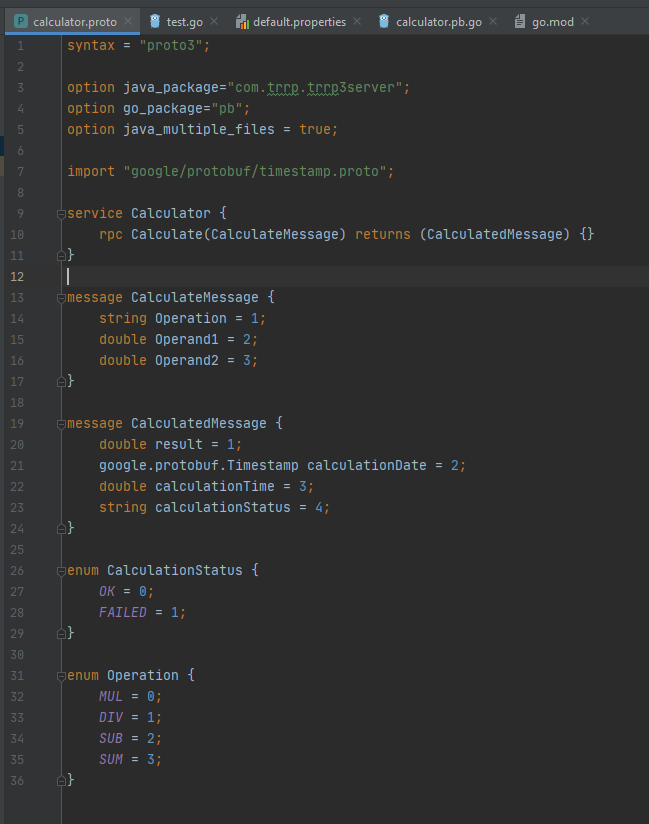 calculator.proto test.go default.properties calculator.pb.go go.mod
1 syntax = "proto3";
2
3 option java_package="com.trrp.trrp3server";
4 option go_package="pb";
5 option java_multiple_files = true;
6
7 import "google/protobuf/timestamp.proto";
8
9 service Calculator {
10 rpc Calculate(CalculateMessage) returns (CalculatedMessage) {}
11 }
12
13 message CalculateMessage {
14 string Operation = 1;
15 double Operand1 = 2;
16 double Operand2 = 3;
17 }
18
19 message CalculatedMessage {
20 double result = 1;
21 google.protobuf.Timestamp calculationDate = 2;
22 double calculationTime = 3;
23 string calculationStatus = 4;
24 }
25
26 enum CalculationStatus {
27 OK = 0;
28 FAILED = 1;
29 }
30
31 enum Operation {
32 MUL = 0;
33 DIV = 1;
34 SUB = 2;
35 SUM = 3;
36 }